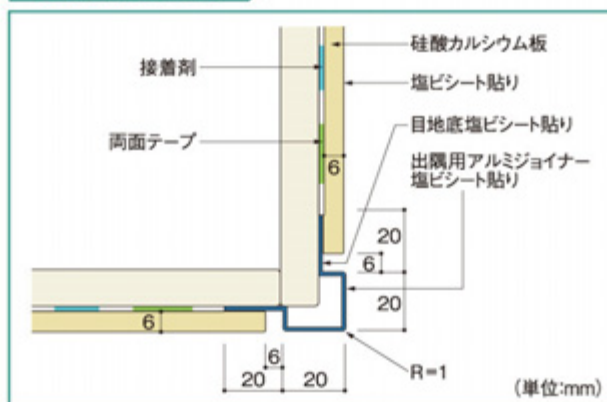 硅酸カルシウム板
接着剤
塩ビシート貼り
目地底塩ビシート貼り
両面テープ
出隅用アルミジョイナー
塩ビシート貼り
6
20
6
20
6
6
20
20
R=1
(単位:mm)